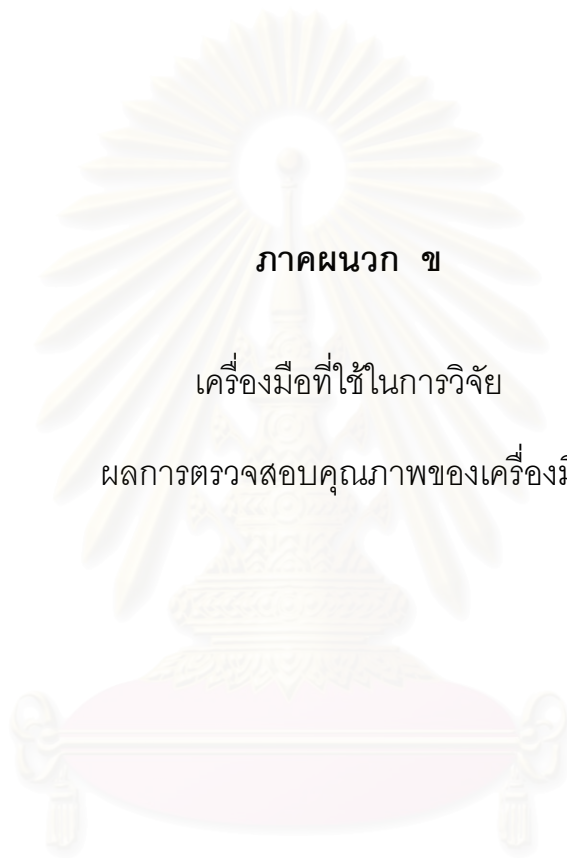 ภาคผนวก ข
เครื่องมือที่ใช้ในการวิจัย
ผลการตรวจสอบคุณภาพของเครื่องมื